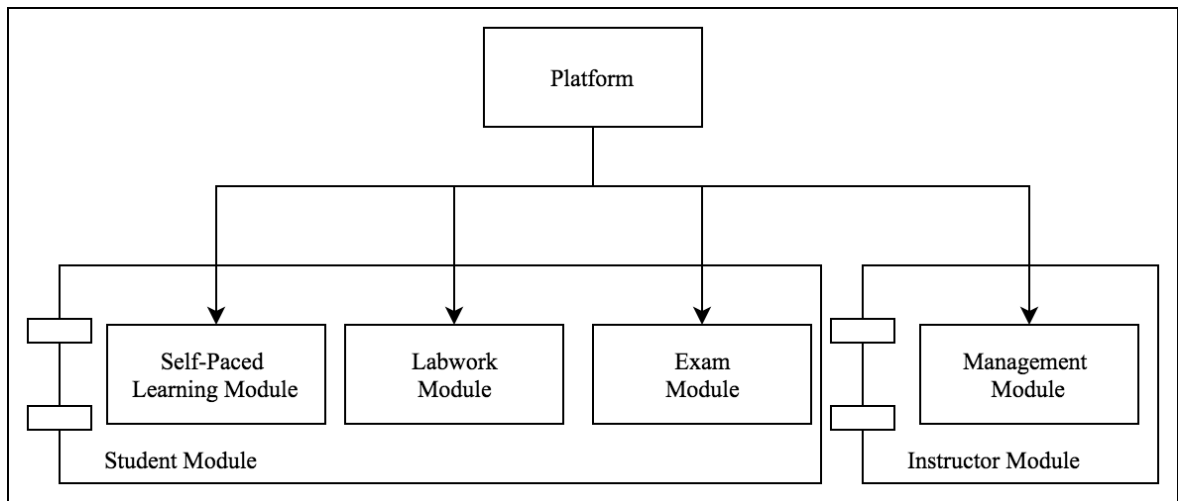 Platform
Self-Paced
Learning Module
Labwork
Module
Exam
Module
Management
Module
Student Module
Instructor Module